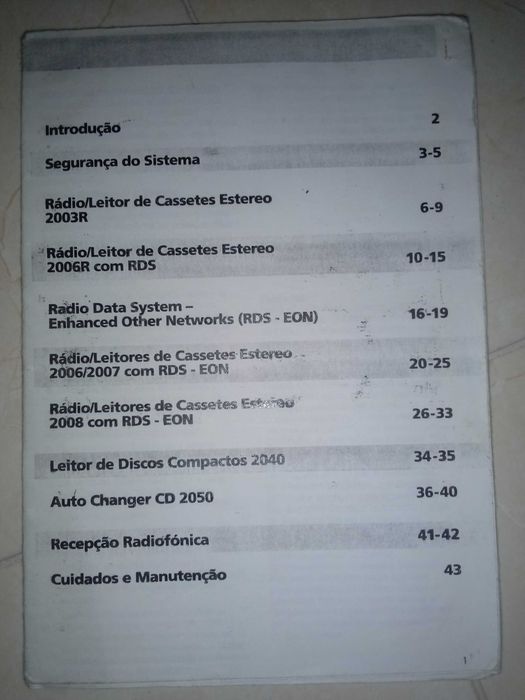 Introdução 2
Segurança do Sistema 3-5
Rádio/Leitor de Cassetes Estereo
2003R 6-9
Rádio/Leitor de Cassetes Estereo
2006R com RDS 10-15
Radio Data System –
Enhanced Other Networks (RDS - EON) 16-19
Rádio/Leitores de Cassetes Estereo
2006/2007 com RDS - EON 20-25
Rádio/Leitores de Cassetes Estereo
2008 com RDS - EON 26-33
Leitor de Discos Compactos 2040 34-35
Auto Changer CD 2050 36-40
Recepção Radiofónica 41-42
Cuidados e Manutenção 43
1